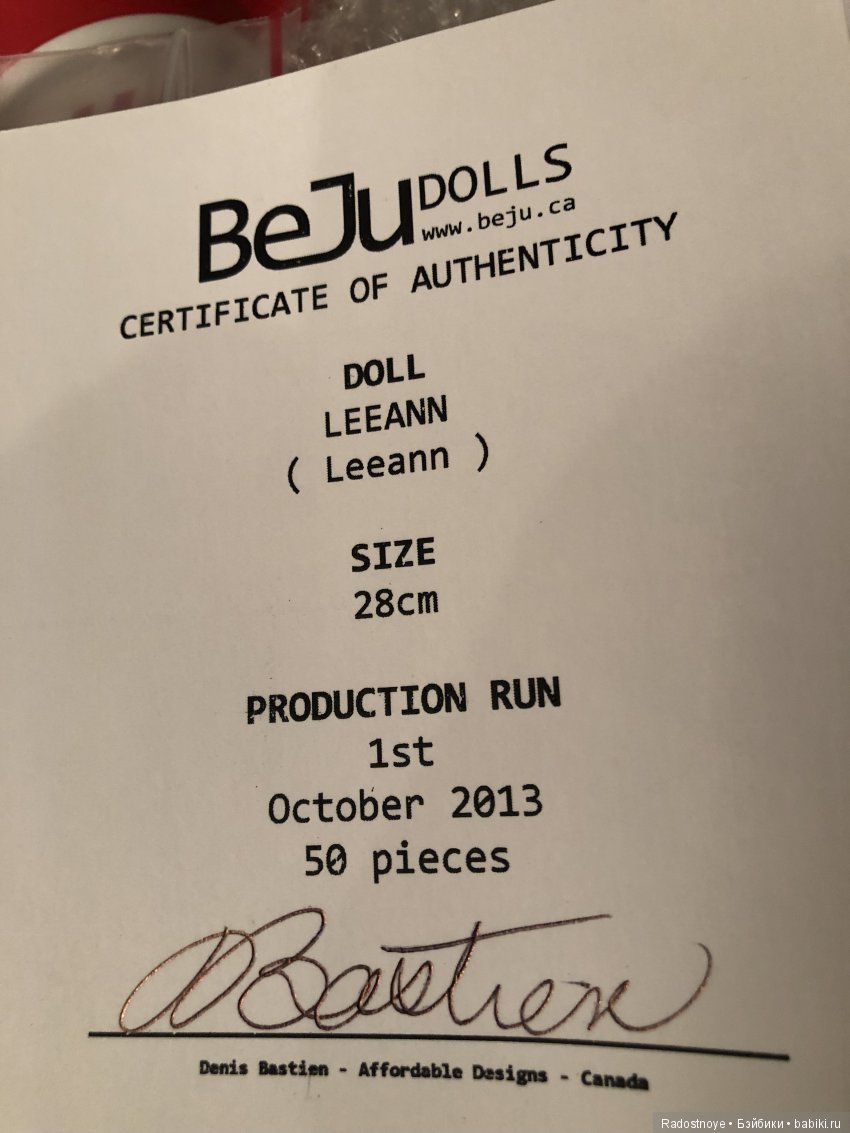 BeJu DOLLS
www.beju.ca
CERTIFICATE OF AUTHENTICITY
DOLL
LEEANN
( Leeann )
SIZE
28cm
PRODUCTION RUN
1st
October 2013
50 pieces
DBastien
Denis Bastien - Affordable Designs - Canada
Radostnoye • Бэйбики • babiki.ru